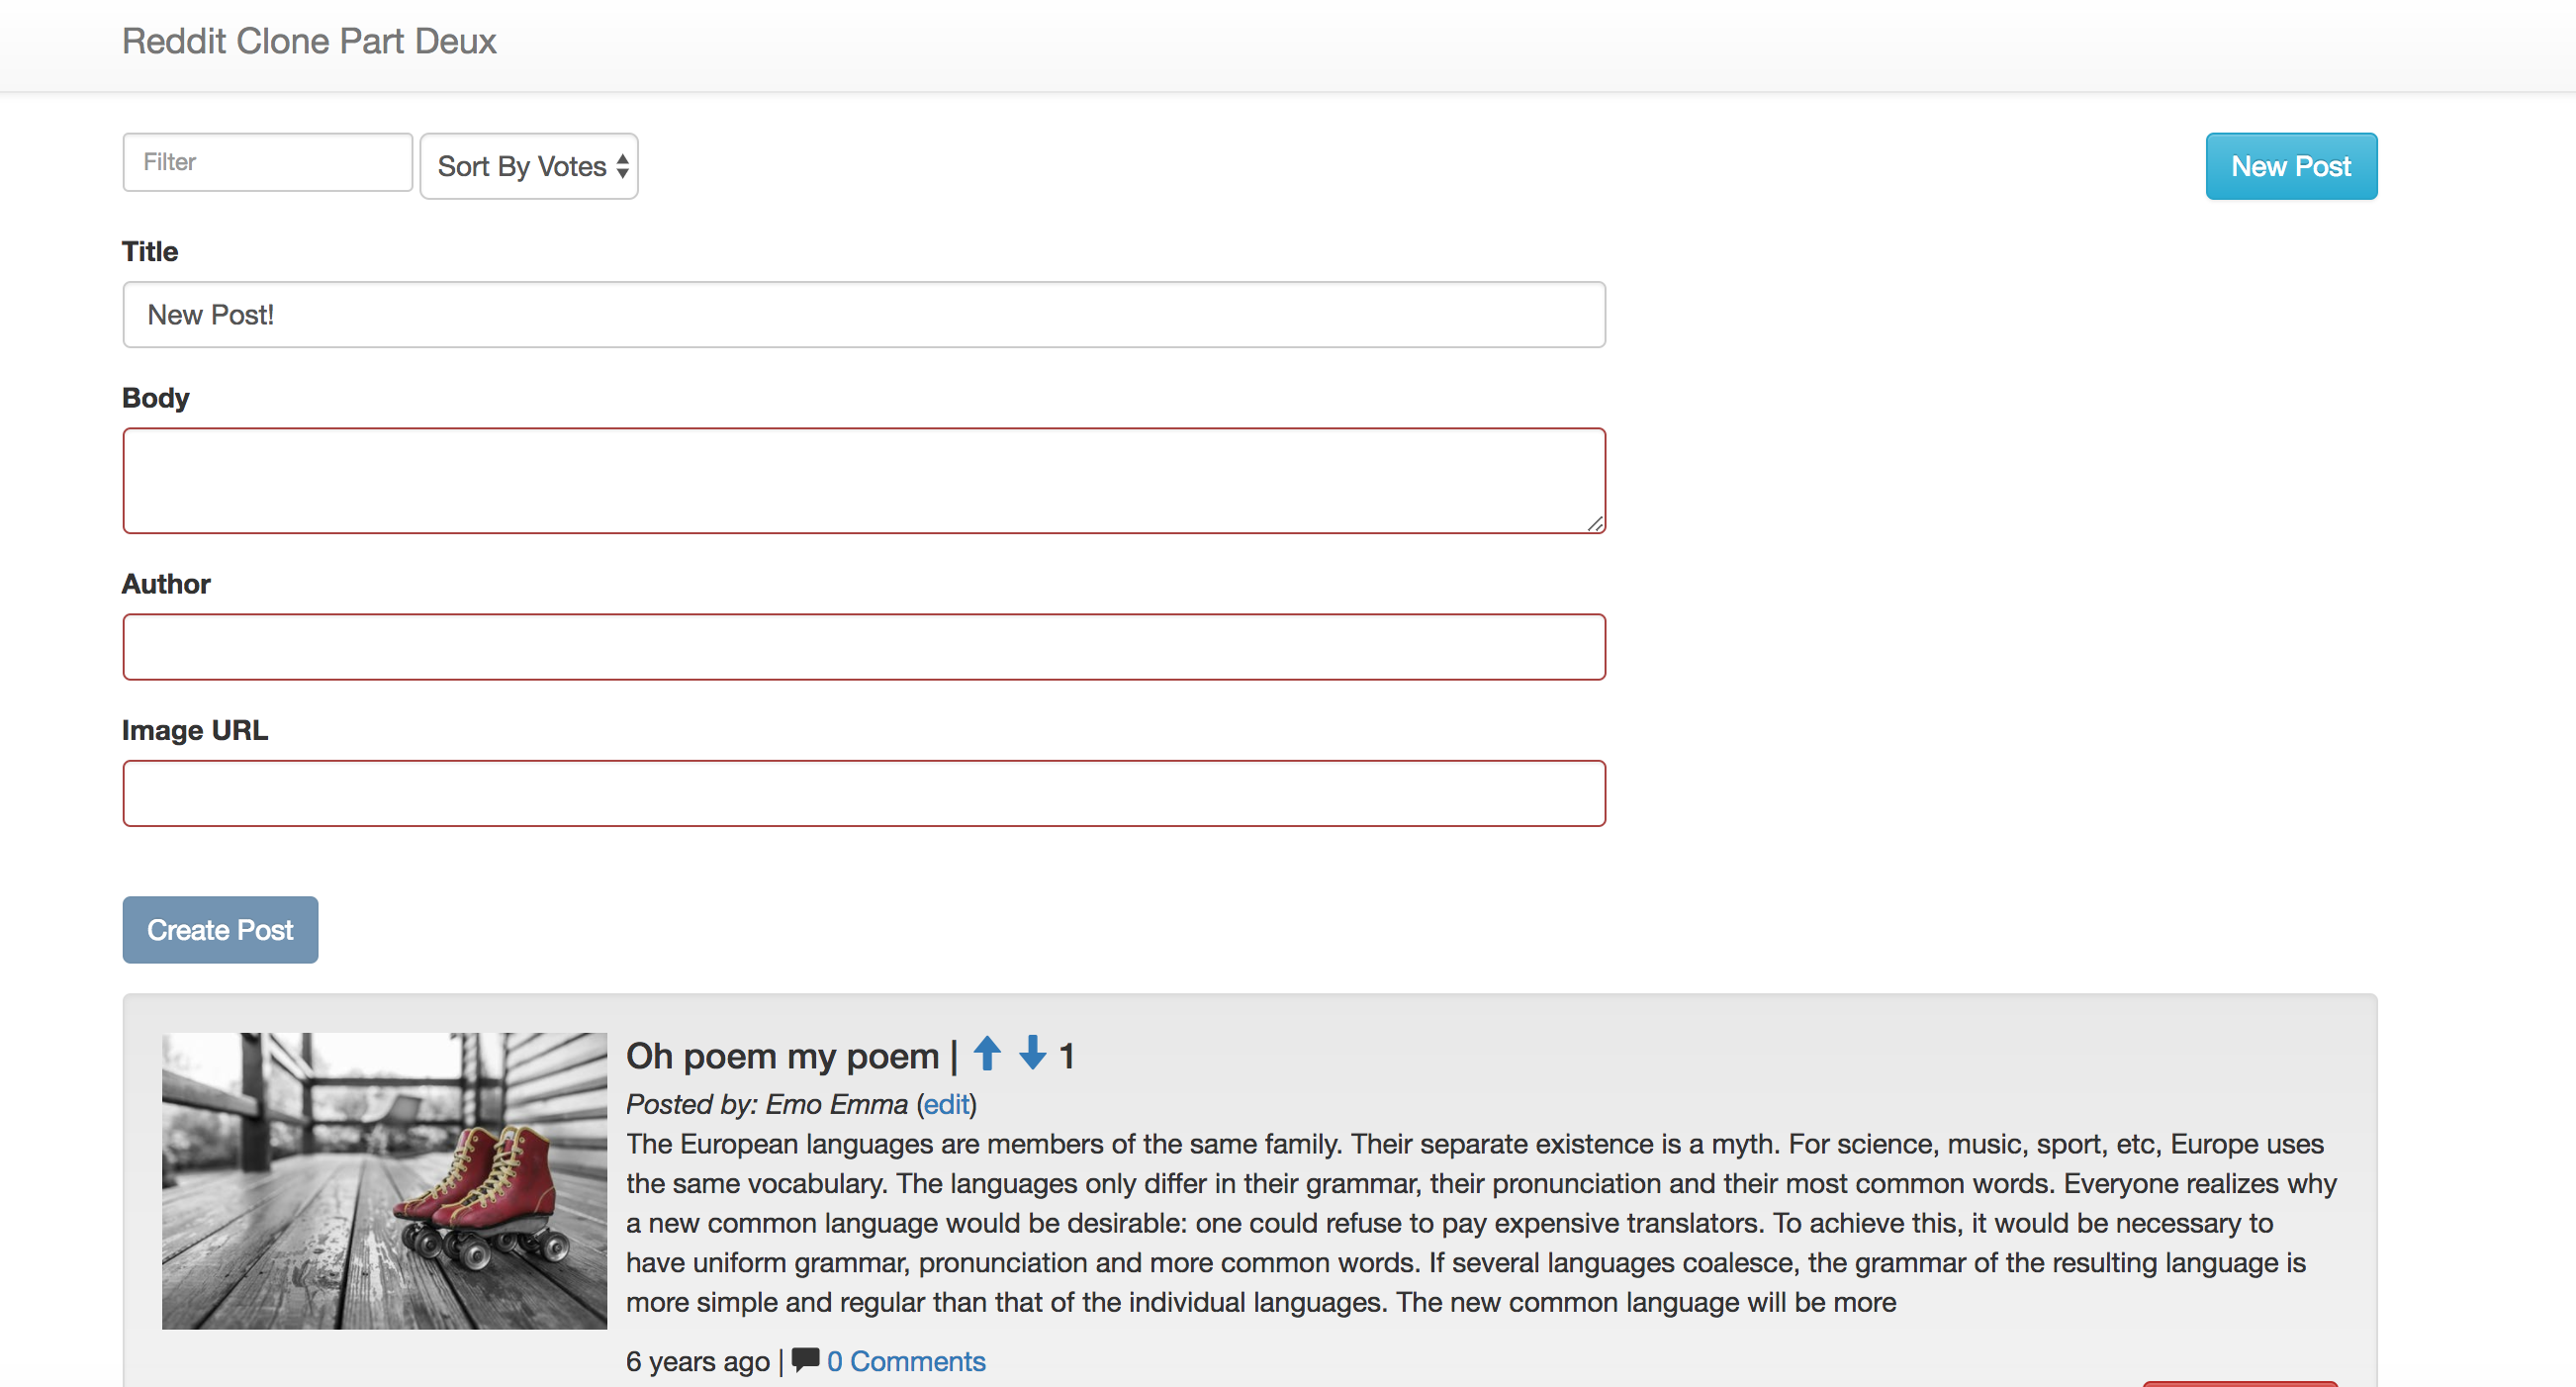 Reddit Clone Part Deux
Filter
Sort By Votes
New Post
Title
New Post!
Body
Author
Image URL
Create Post
Oh poem my poem | 1
Posted by: Emo Emma (edit)
The European languages are members of the same family. Their separate existence is a myth. For science, music, sport, etc, Europe uses
the same vocabulary. The languages only differ in their grammar, their pronunciation and their most common words. Everyone realizes why
a new common language would be desirable: one could refuse to pay expensive translators. To achieve this, it would be necessary to
have uniform grammar, pronunciation and more common words. If several languages coalesce, the grammar of the resulting language is
more simple and regular than that of the individual languages. The new common language will be more
6 years ago | 0 Comments